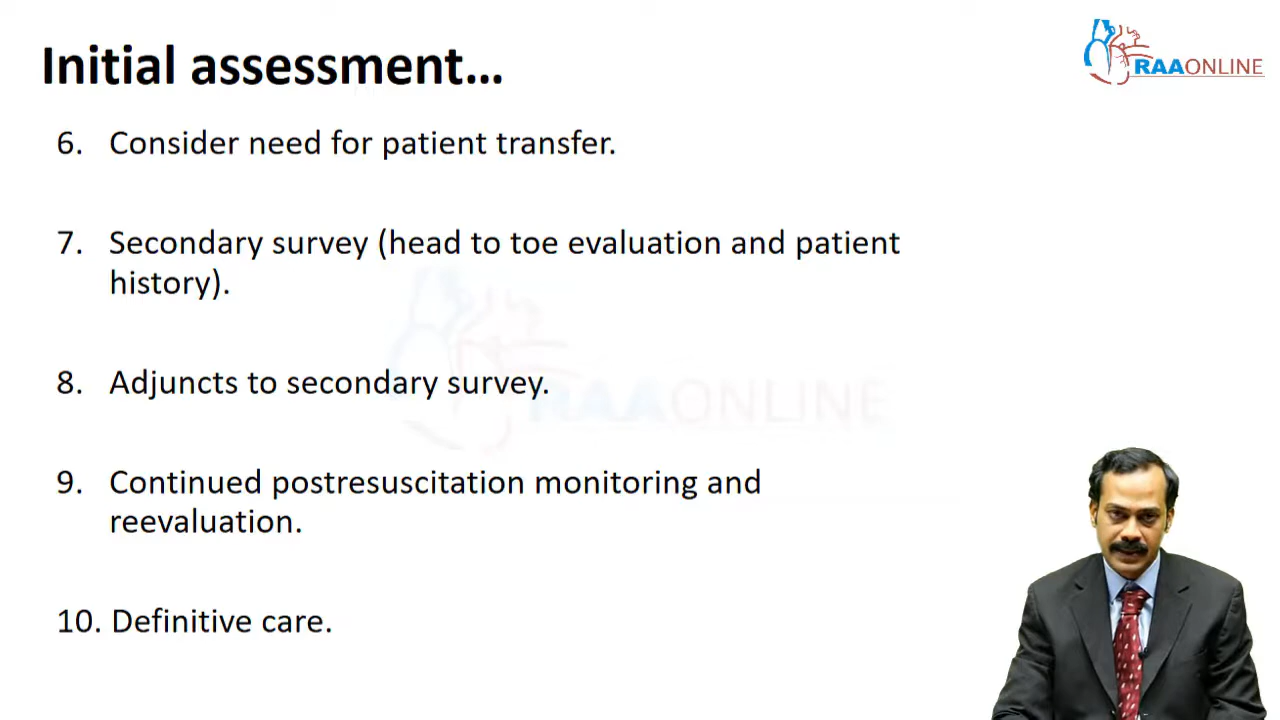 Initial assessment...
RAAONLINE
6. Consider need for patient transfer.
7. Secondary survey (head to toe evaluation and patient
history).
8. Adjuncts to secondary survey.
RAAONLINE
9. Continued postresuscitation monitoring and
reevaluation.
10. Definitive care.